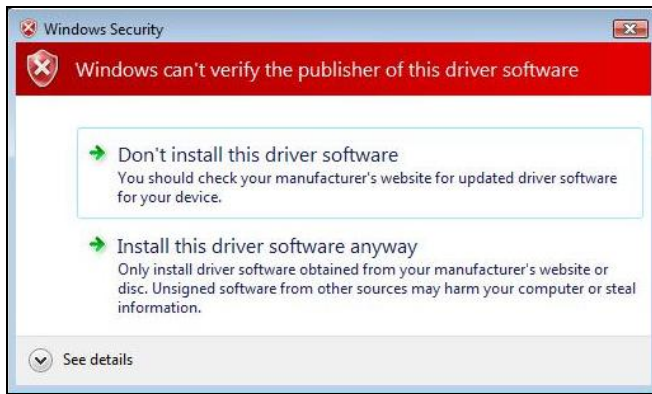 Windows Security
Windows can't verify the publisher of this driver software
Don't install this driver software
You should check your manufacturer's website for updated driver software
for your device.
Install this driver software anyway
Only install driver software obtained from your manufacturer's website or
disc. Unsigned software from other sources may harm your computer or steal
information.
See details